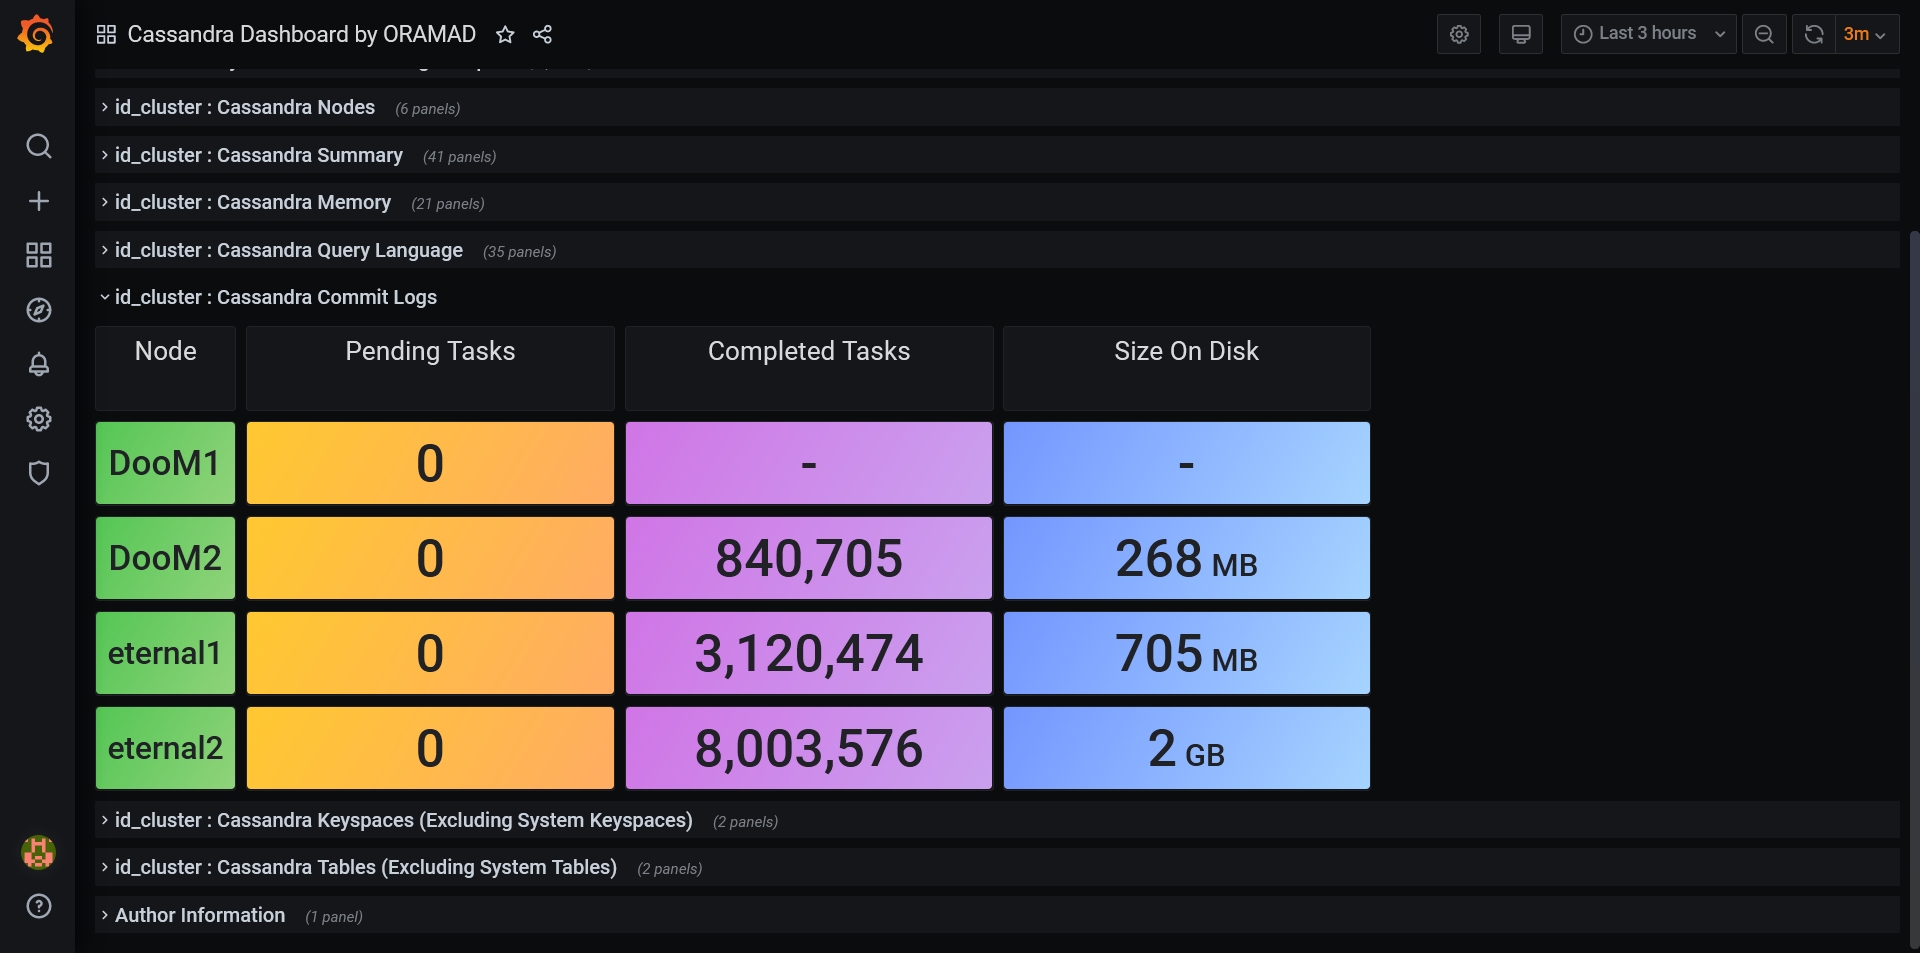 Cassandra Dashboard by ORAMAD
Last 3 hours
3m
id_cluster : Cassandra Nodes (6 panels)
id_cluster : Cassandra Summary (41 panels)
id_cluster : Cassandra Memory (21 panels)
id_cluster : Cassandra Query Language (35 panels)
id_cluster : Cassandra Commit Logs
Node Pending Tasks Completed Tasks Size On Disk
DooM1 0 - -
DooM2 0 840,705 268 MB
eternal1 0 3,120,474 705 MB
eternal2 0 8,003,576 2 GB
id_cluster : Cassandra Keyspaces (Excluding System Keyspaces) (2 panels)
id_cluster : Cassandra Tables (Excluding System Tables) (2 panels)
Author Information (1 panel)